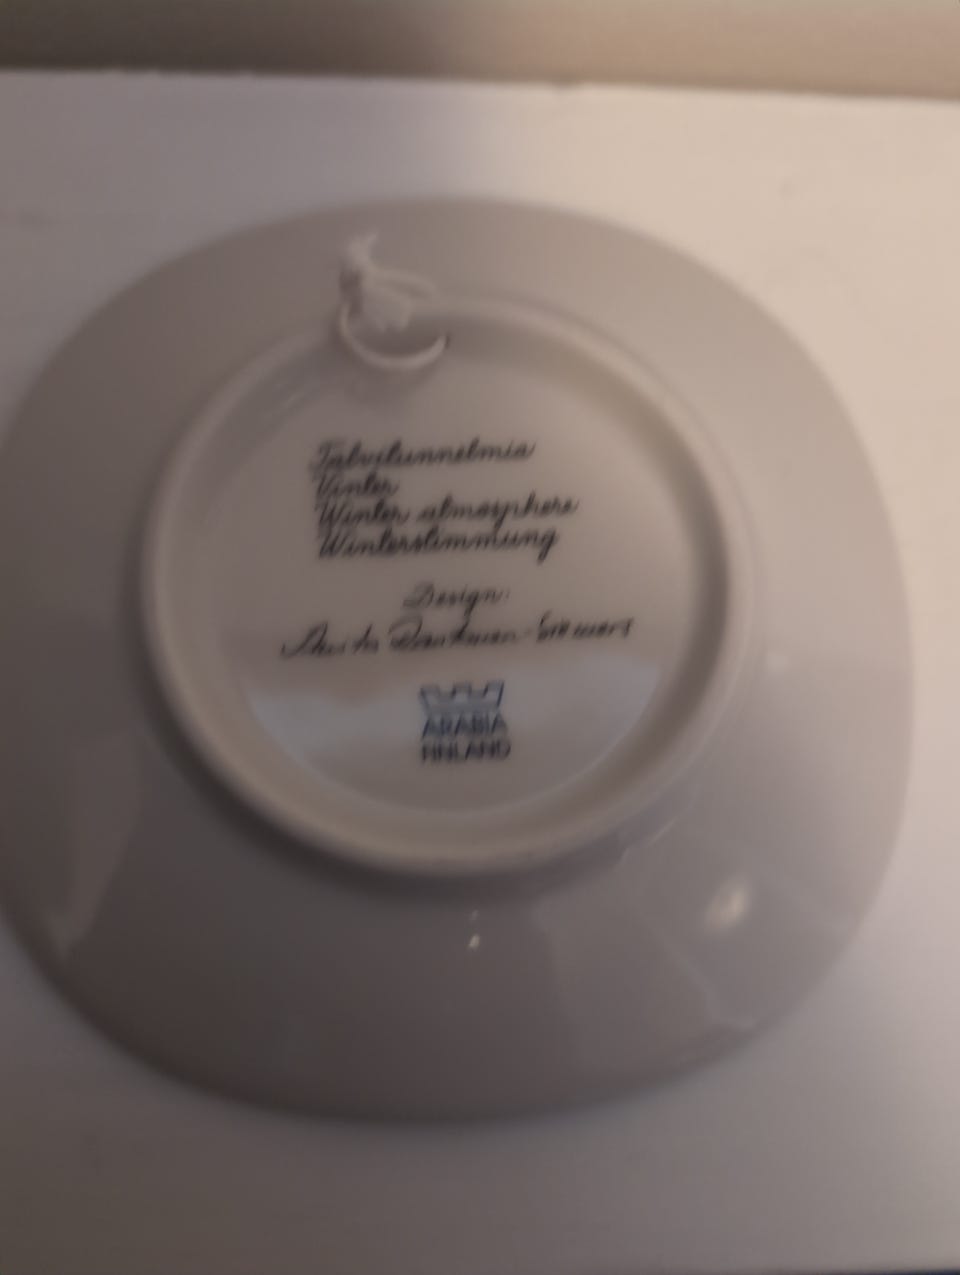 Talvitunnelmia
Vinter
Winter atmosphere
Winterstimmung
Design:
ARABIA
FINLAND